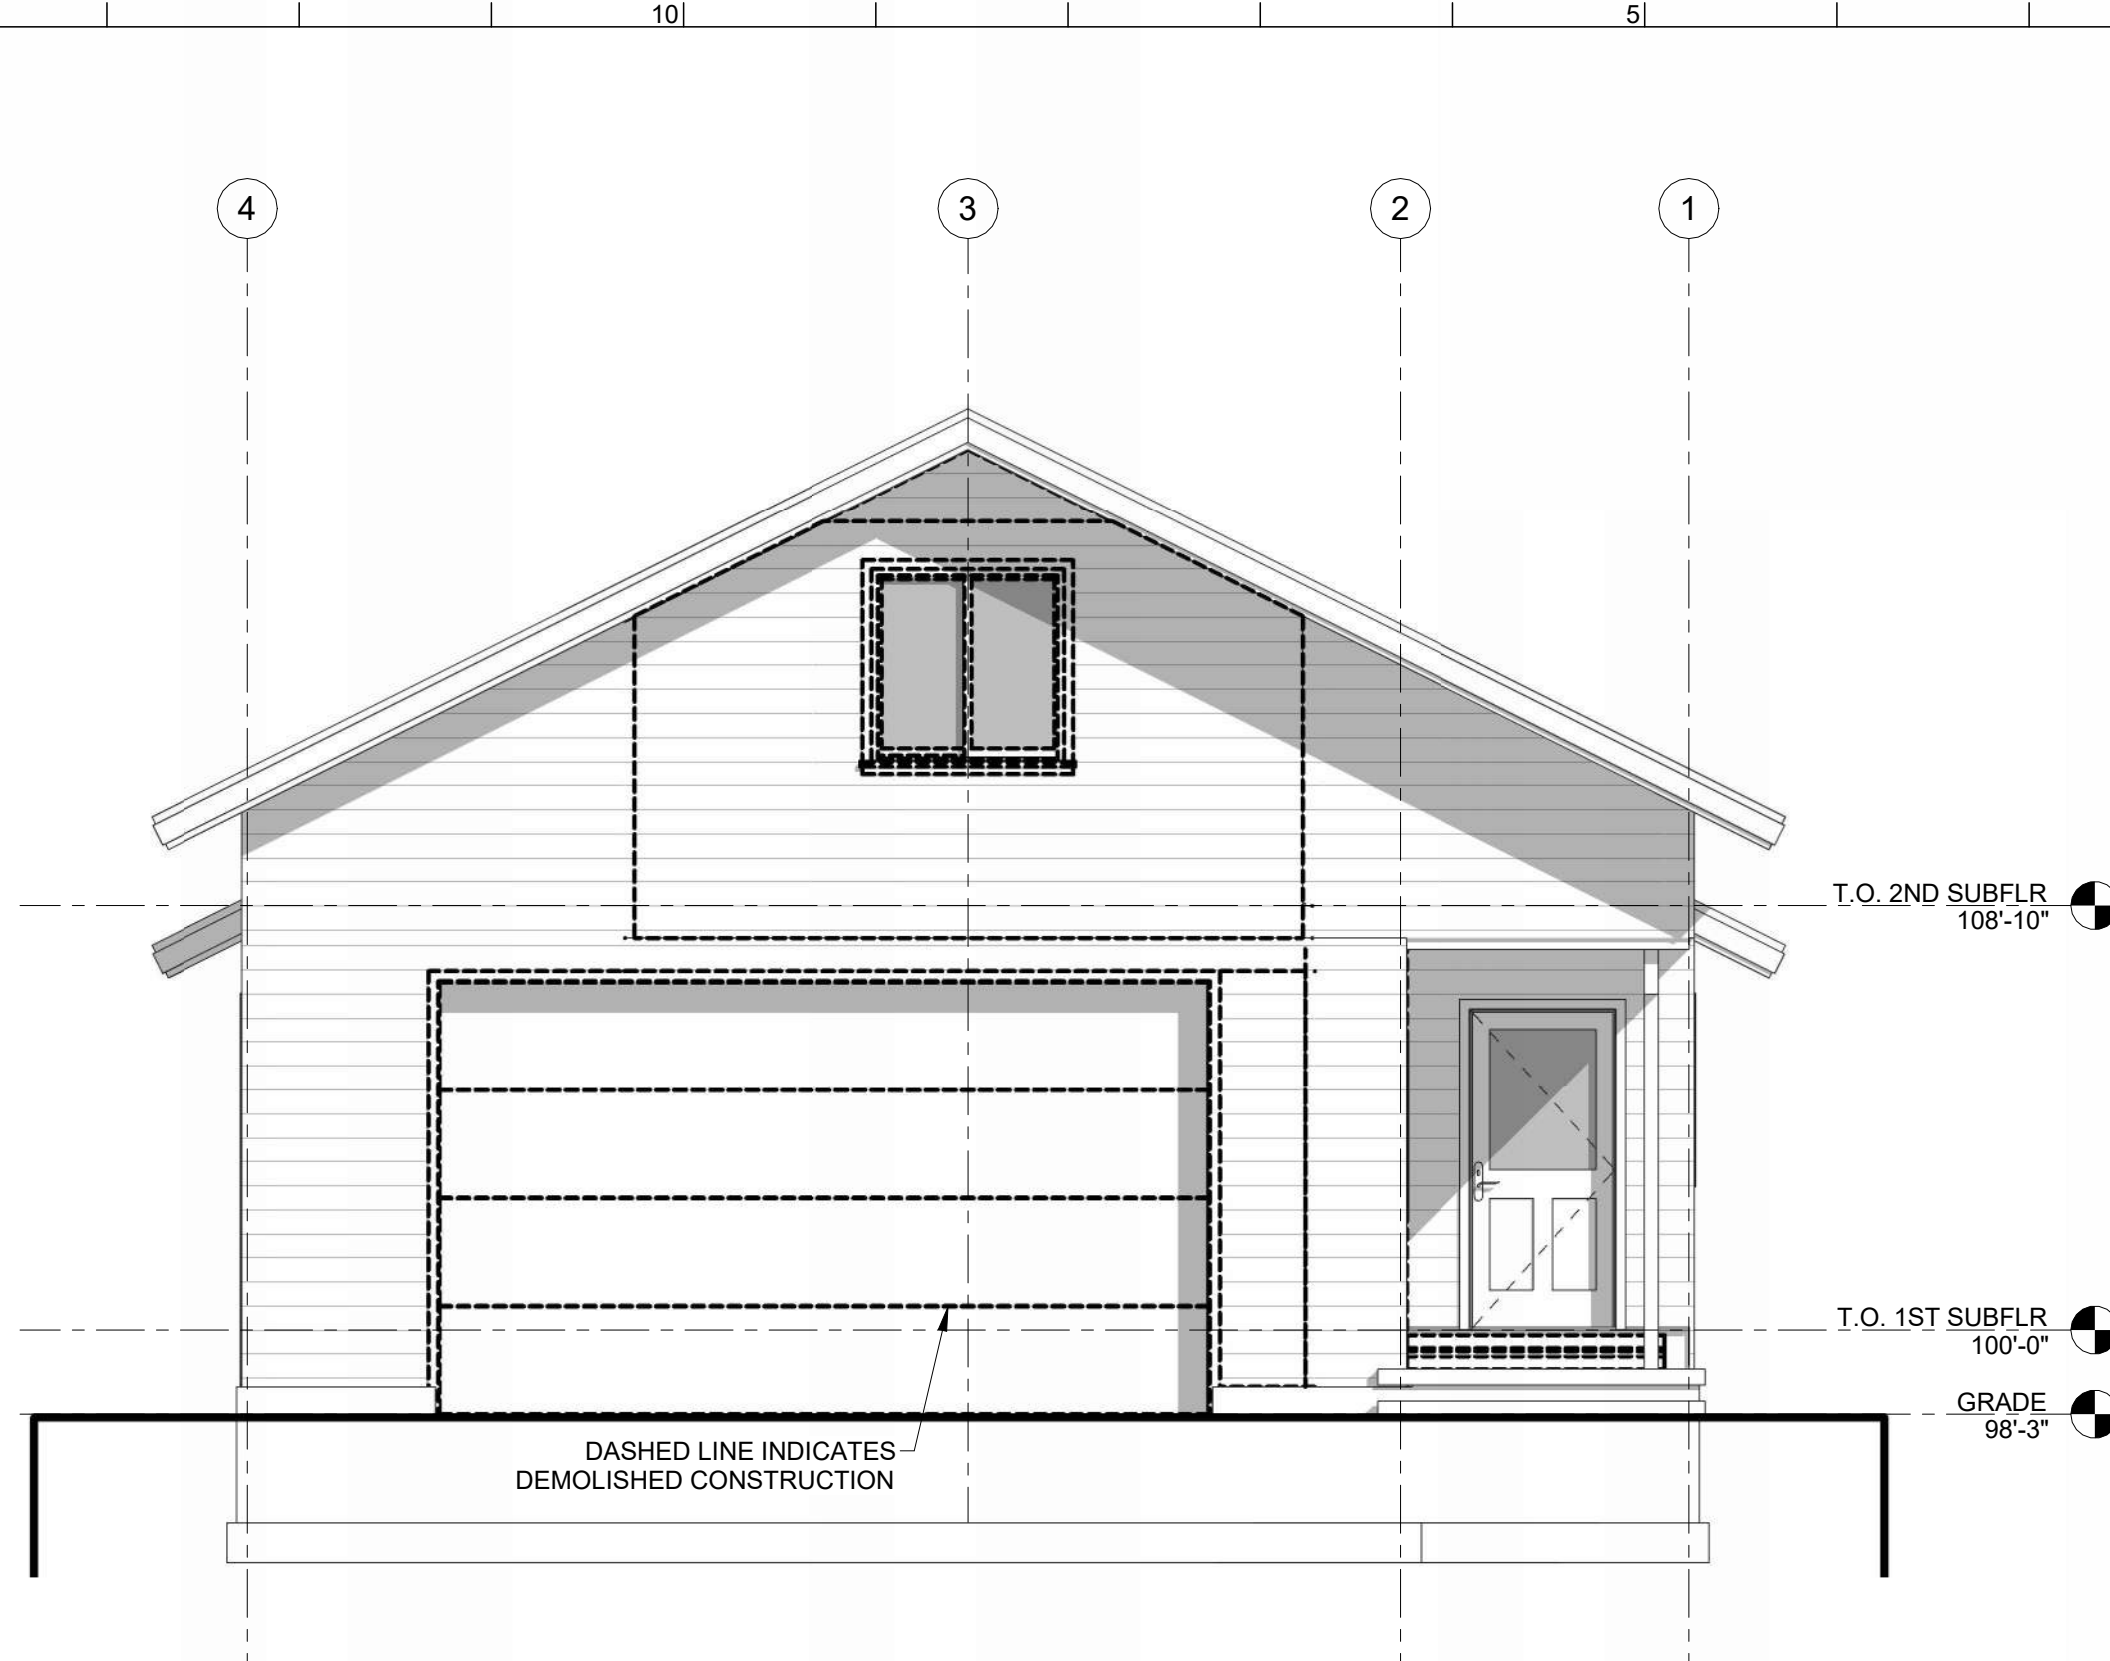 10 5
4 3 2 1
T.O. 2ND SUBFLR
108'-10"
T.O. 1ST SUBFLR
100'-0"
GRADE
98'-3"
DASHED LINE INDICATES
DEMOLISHED CONSTRUCTION